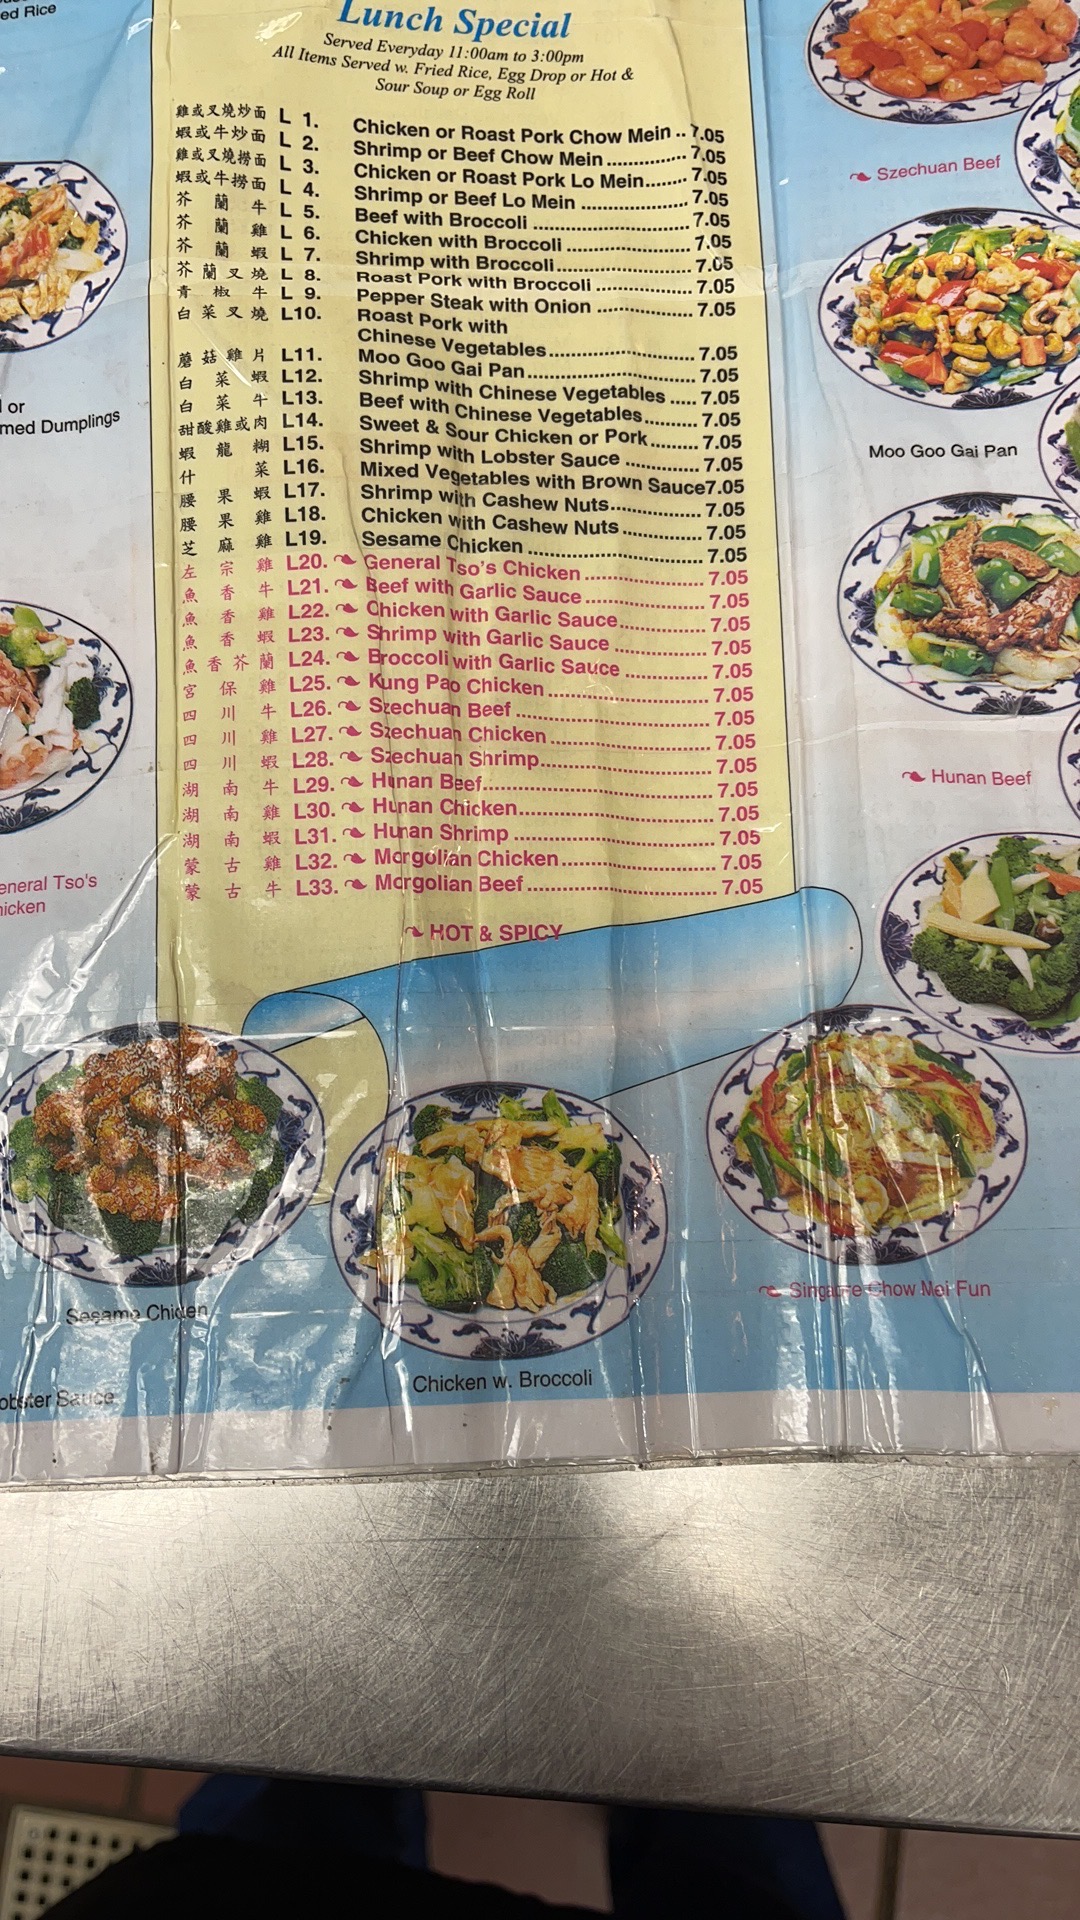 ed Rice
Lunch Special
Served Everyday 11:00am to 3:00pm
All Items Served w. Fried Rice, Egg Drop or Hot &
Sour Soup or Egg Roll
雞或叉燒炒面 L 1. Chicken or Roast Pork Chow Mein .. 7.05
蝦或牛炒面 L 2. Shrimp or Beef Chow Mein ................ 7.05
雞或叉燒撈面 L 3. Chicken or Roast Pork Lo Mein........ 7.05
蝦或牛撈面 L 4. Shrimp or Beef Lo Mein ..................... 7.05
芥蘭牛 L 5. Beef with Broccoli ............................... 7.05
芥蘭雞 L 6. Chicken with Broccoli ......................... 7.05
芥蘭蝦 L 7. Shrimp with Broccoli........................... 7.05
芥蘭叉燒 L 8. Roast Pork with Broccoli ................... 7.05
青椒牛 L 9. Pepper Steak with Onion ................... 7.05
白菜叉燒 L10. Roast Pork with
Chinese Vegetables............................. 7.05
蘑菇雞片 L11. Moo Goo Gai Pan................................. 7.05
白菜蝦 L12. Shrimp with Chinese Vegetables ..... 7.05
白菜牛 L13. Beef with Chinese Vegetables.......... 7.05
甜酸雞或肉 L14. Sweet & Sour Chicken or Pork.......... 7.05
蝦龍糊 L15. Shrimp with Lobster Sauce .............. 7.05
什菜 L16. Mixed Vegetables with Brown Sauce7.05
腰果蝦 L17. Shrimp with Cashew Nuts.................. 7.05
腰果雞 L18. Chicken with Cashew Nuts................ 7.05
芝麻雞 L19. Sesame Chicken .................................. 7.05
左宗雞 L20. General Tso's Chicken ........................ 7.05
魚香牛 L21. Beef with Garlic Sauce ....................... 7.05
魚香雞 L22. Chicken with Garlic Sauce................. 7.05
魚香蝦 L23. Shrimp with Garlic Sauce .................. 7.05
魚香芥蘭 L24. Broccoli with Garlic Sauce ................ 7.05
宮保雞 L25. Kung Pao Chicken .............................. 7.05
四川牛 L26. Szechuan Beef ..................................... 7.05
四川雞 L27. Szechuan Chicken .............................. 7.05
四川蝦 L28. Szechuan Shrimp................................ 7.05
湖南牛 L29. Hunan Beef........................................... 7.05
湖南雞 L30. Hunan Chicken.................................... 7.05
湖南蝦 L31. Hunan Shrimp ..................................... 7.05
蒙古雞 L32. Mongolian Chicken............................. 7.05
蒙古牛 L33. Mongolian Beef................................... 7.05
HOT & SPICY
Szechuan Beef
Moo Goo Gai Pan
Hunan Beef
Singapore Chow Mei Fun
l or
med Dumplings
eneral Tso's
hicken
Sesame Chicken
obster Sauce
Chicken w. Broccoli